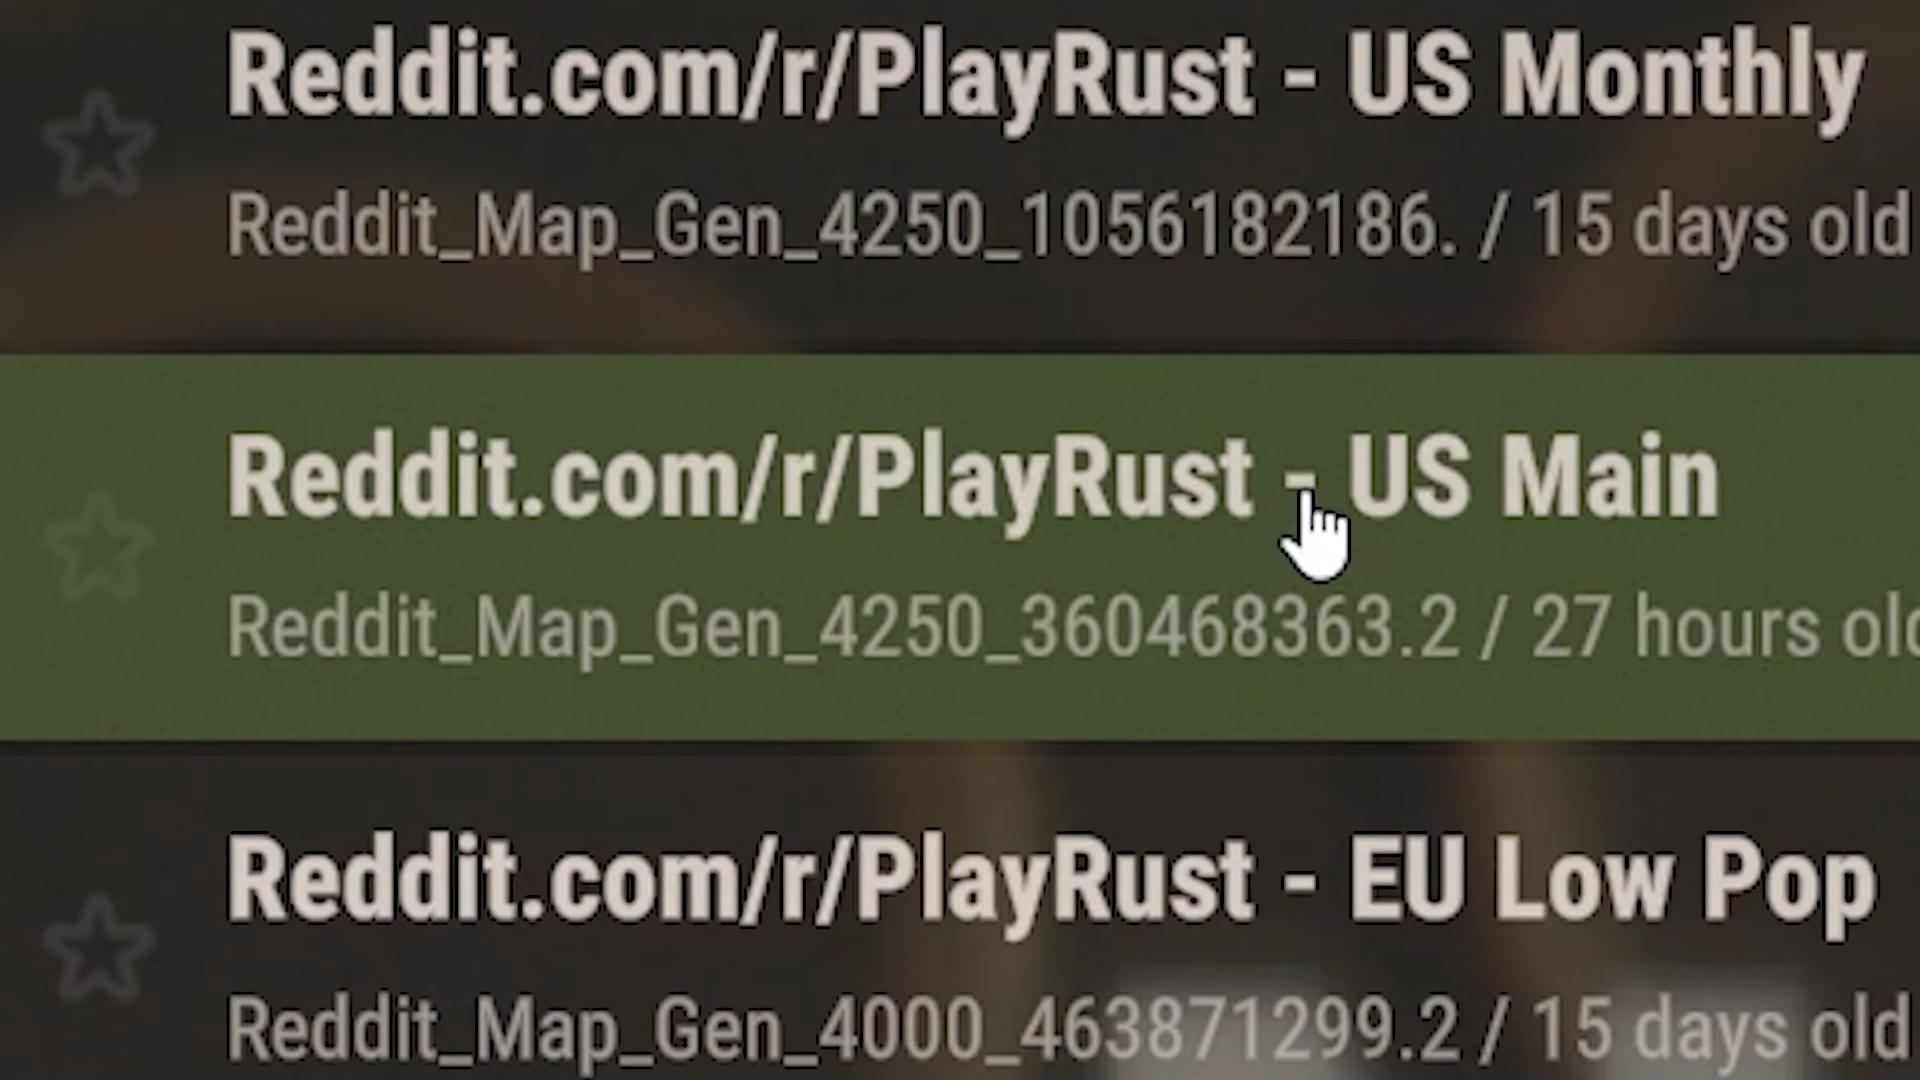 Reddit.com/r/PlayRust - US Monthly
Reddit_Map_Gen_4250_1056182186. / 15 days old
Reddit.com/r/PlayRust - US Main
Reddit_Map_Gen_4250_360468363.2 / 27 hours old
Reddit.com/r/PlayRust - EU Low Pop
Reddit_Map_Gen_4000_463871299.2 / 15 days old